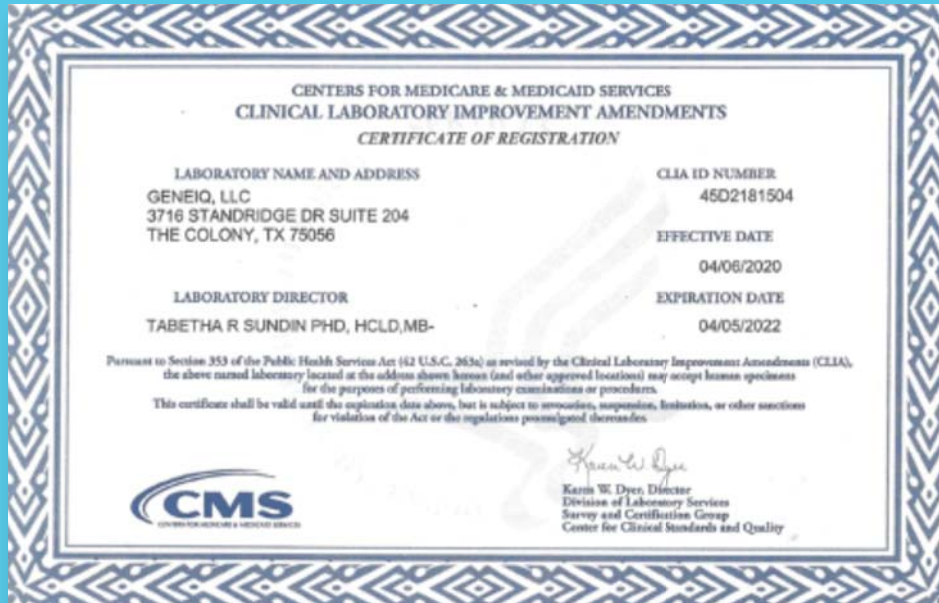 CENTERS FOR MEDICARE & MEDICAID SERVICES
CLINICAL LABORATORY IMPROVEMENT AMENDMENTS
CERTIFICATE OF REGISTRATION
LABORATORY NAME AND ADDRESS
GENEIQ, LLC
3716 STANDRIDGE DR SUITE 204
THE COLONY, TX 75056
CLIA ID NUMBER
45D2181504
EFFECTIVE DATE
04/06/2020
LABORATORY DIRECTOR
TABETHA R SUNDIN PHD, HCLD,MB-
EXPIRATION DATE
04/05/2022
Pursuant to Section 353 of the Public Health Services Act (42 U.S.C. 263a) as revised by the Clinical Laboratory Improvement Amendments (CLIA),
the above named laboratory located at the address shown hereon (and other approved locations) may accept human specimens
for the purposes of performing laboratory examinations or procedures.
This certificate shall be valid until the expiration date above, but is subject to revocation, suspension, limitation, or other sanctions
for violation of the Act or the regulations promulgated thereunder.
CMS
CENTERS FOR MEDICARE & MEDICAID SERVICES
Karen W. Dyer
Karen W. Dyer, Director
Division of Laboratory Services
Survey and Certification Group
Center for Clinical Standards and Quality